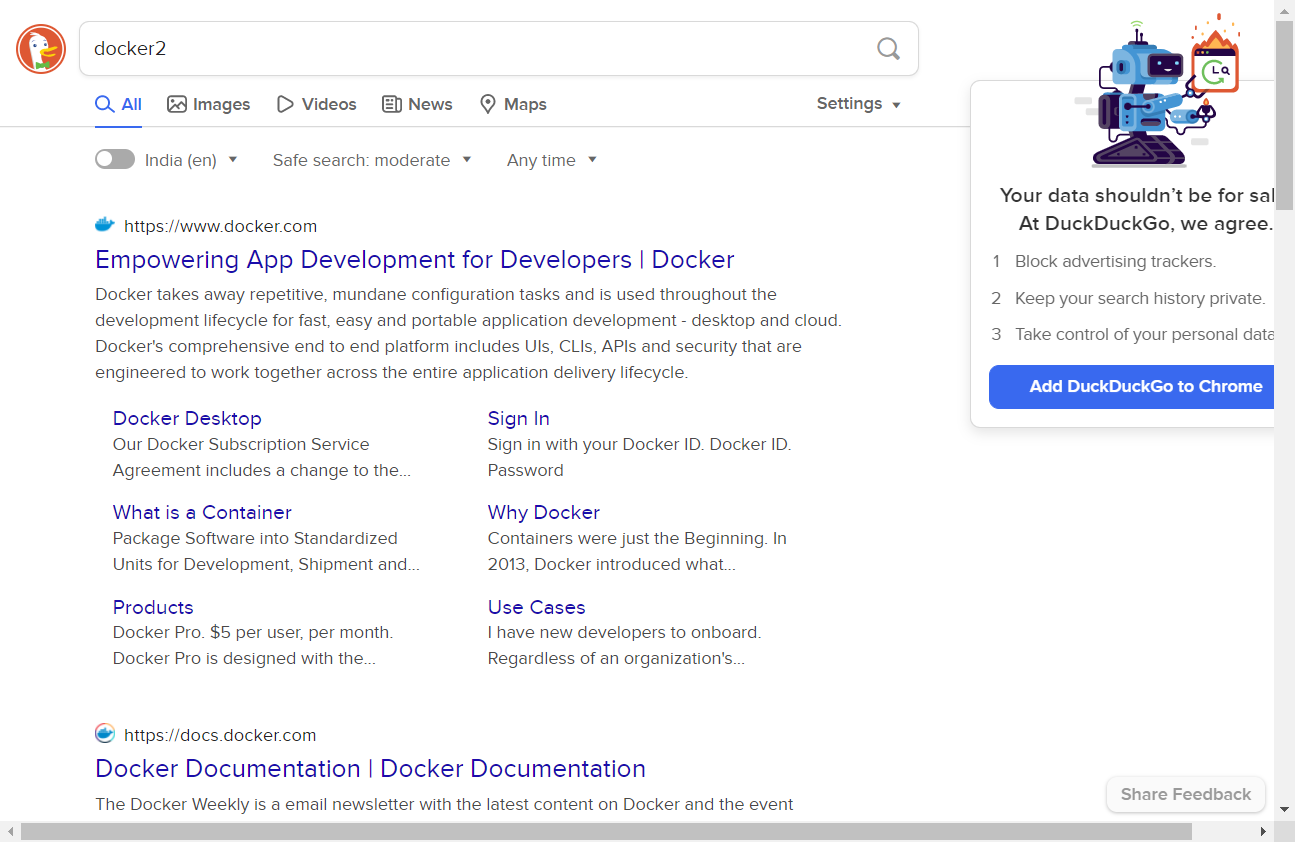 docker2
All Images Videos News Maps Settings
India (en) Safe search: moderate Any time
https://www.docker.com
Empowering App Development for Developers | Docker
Docker takes away repetitive, mundane configuration tasks and is used throughout the
development lifecycle for fast, easy and portable application development - desktop and cloud.
Docker's comprehensive end to end platform includes UIs, CLIs, APIs and security that are
engineered to work together across the entire application delivery lifecycle.
Docker Desktop
Our Docker Subscription Service
Agreement includes a change to the...
Sign In
Sign in with your Docker ID. Docker ID.
Password
What is a Container
Package Software into Standardized
Units for Development, Shipment and...
Why Docker
Containers were just the Beginning. In
2013, Docker introduced what...
Products
Docker Pro. $5 per user, per month.
Docker Pro is designed with the...
Use Cases
I have new developers to onboard.
Regardless of an organization's...
https://docs.docker.com
Docker Documentation | Docker Documentation
The Docker Weekly is a email newsletter with the latest content on Docker and the event
Your data shouldn’t be for sal
At DuckDuckGo, we agree.
1 Block advertising trackers.
2 Keep your search history private.
3 Take control of your personal data
Add DuckDuckGo to Chrome
Share Feedback